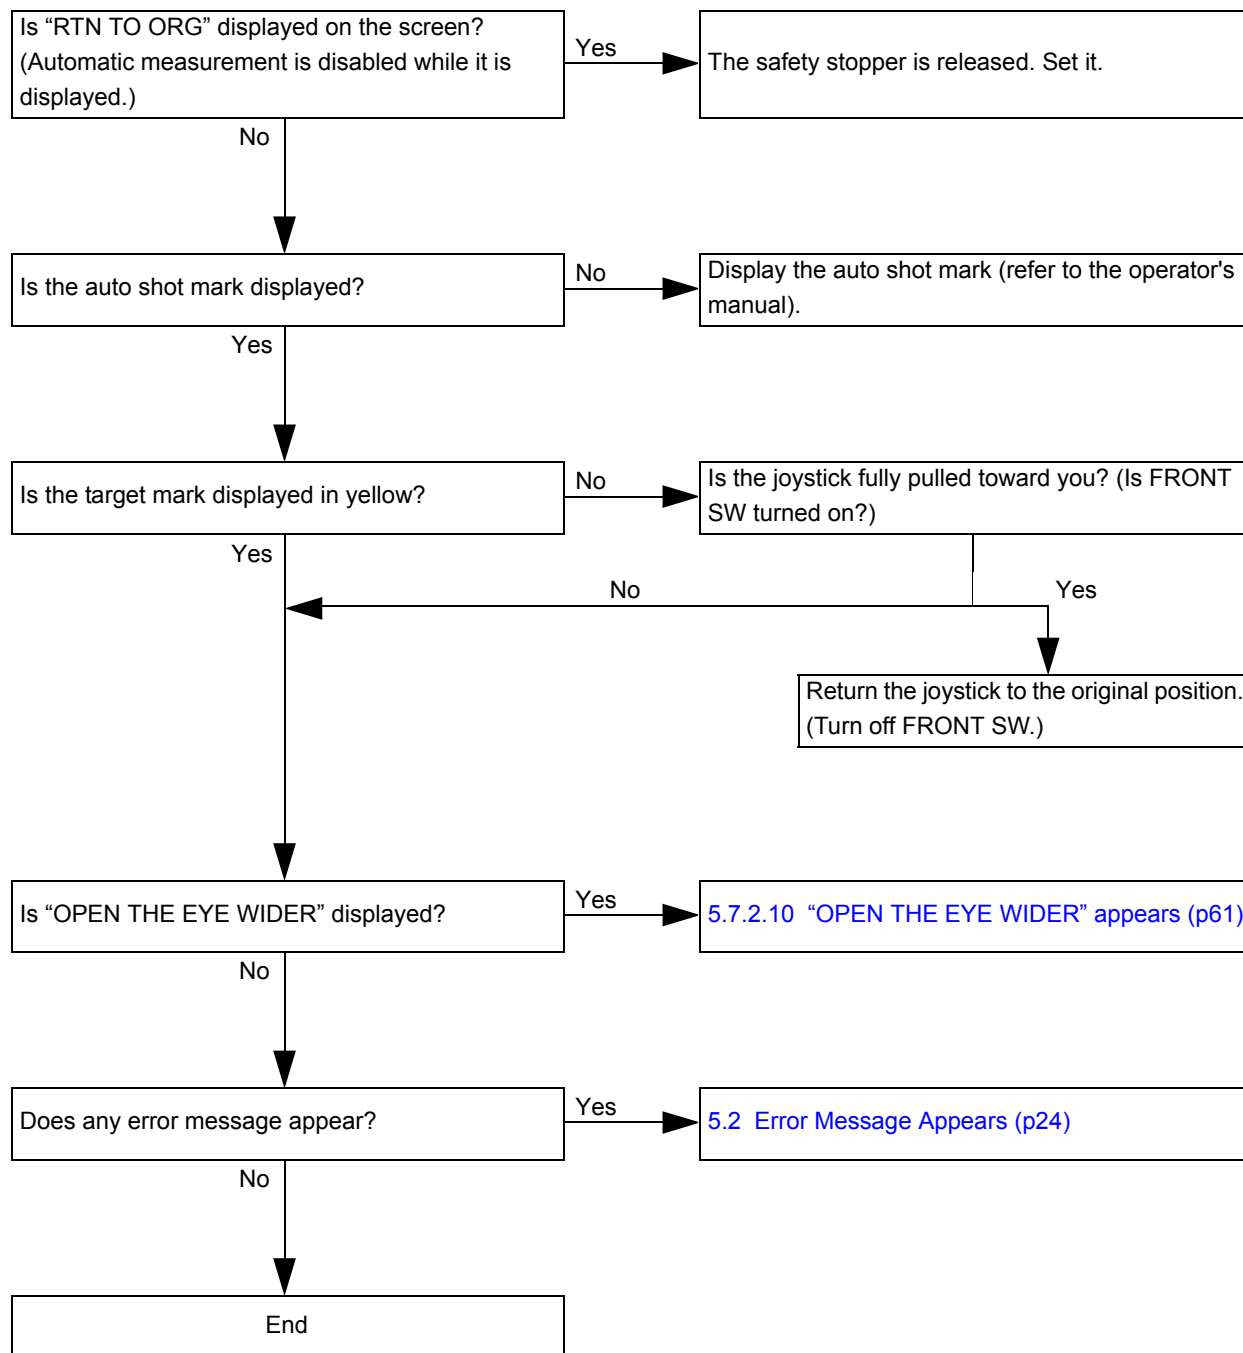 Is “RTN TO ORG” displayed on the screen?
(Automatic measurement is disabled while it is
displayed.)
Yes
The safety stopper is released. Set it.
No
Is the auto shot mark displayed?
No
Display the auto shot mark (refer to the operator's
manual).
Yes
Is the target mark displayed in yellow?
No
Is the joystick fully pulled toward you? (Is FRONT
SW turned on?)
Yes
No
Yes
Return the joystick to the original position.
(Turn off FRONT SW.)
Is “OPEN THE EYE WIDER” displayed?
Yes
5.7.2.10 “OPEN THE EYE WIDER” appears (p61)
No
Does any error message appear?
Yes
5.2 Error Message Appears (p24)
No
End